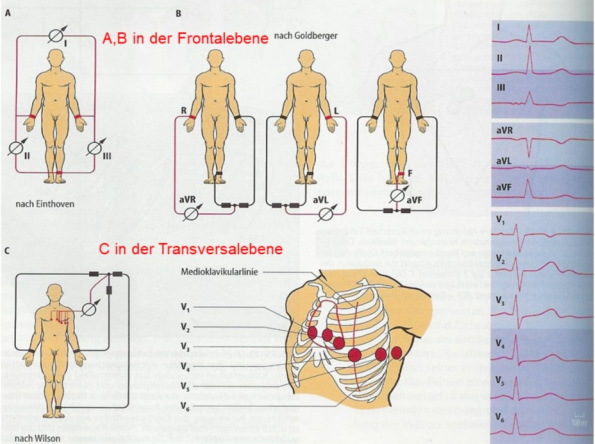 A
I
II
III
nach Einthoven
A,B in der Frontalebene
B
nach Goldberger
R
L
F
aVR
aVL
aVF
C in der Transversalebene
C
nach Wilson
Medioklavikularlinie
V1
V2
V3
V4
V5
V6
I
II
III
aVR
aVL
aVF
V1
V2
V3
V4
V5
V6